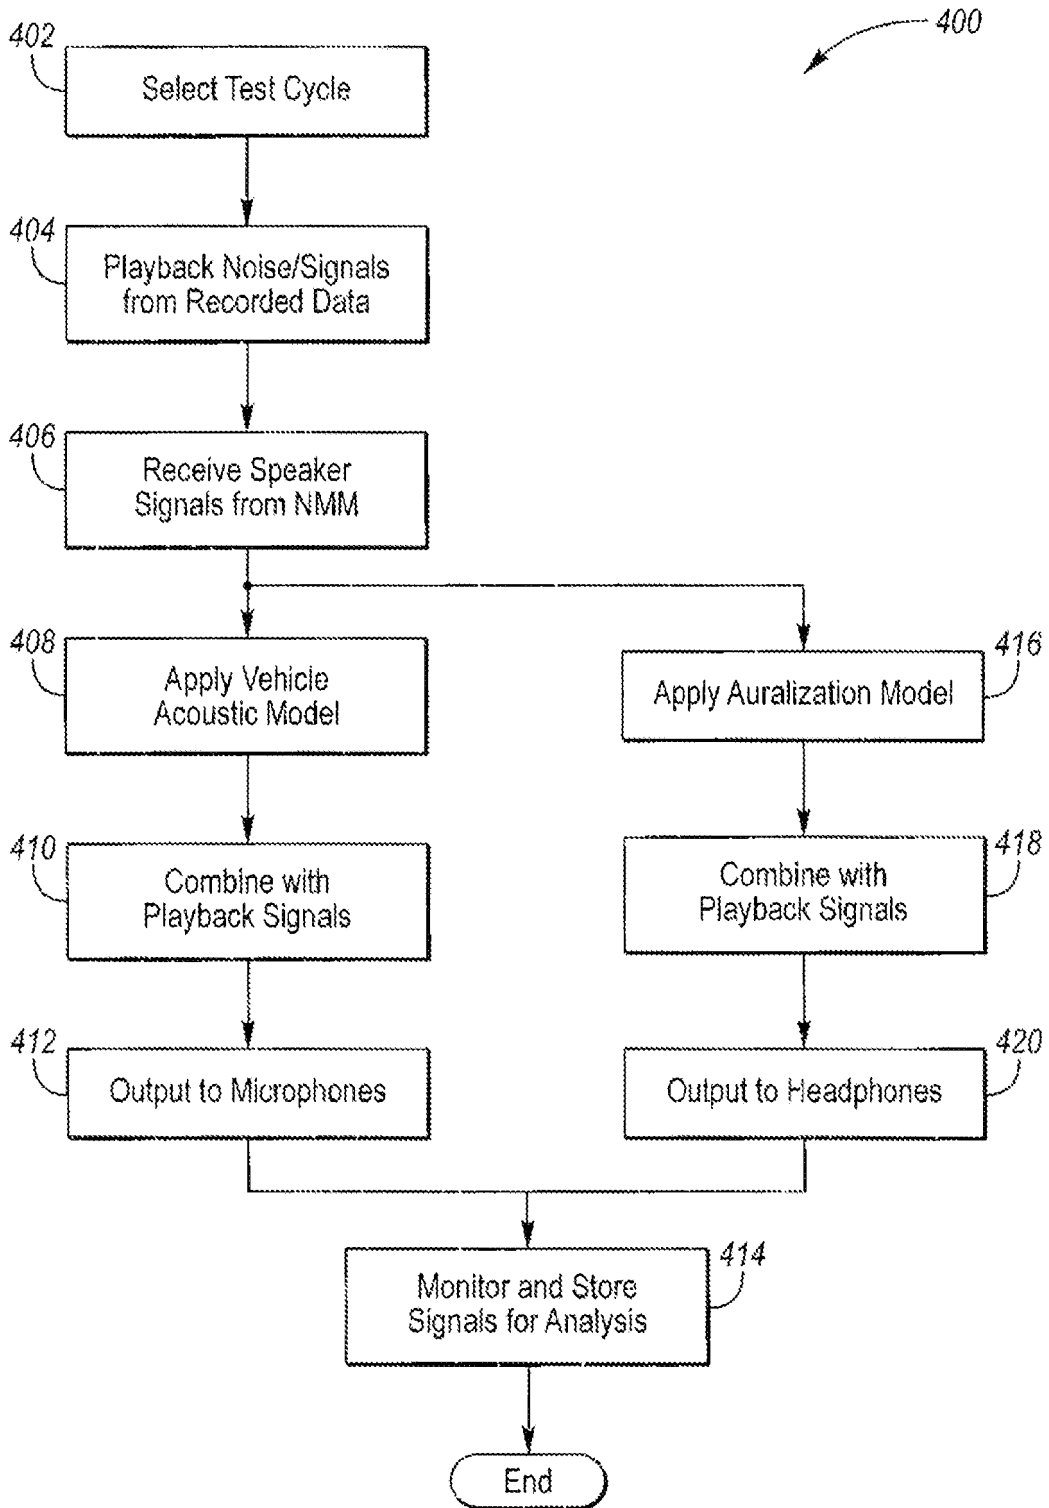 400
402
Select Test Cycle
404
Playback Noise/Signals
from Recorded Data
406
Receive Speaker
Signals from NMM
408
Apply Vehicle
Acoustic Model
416
Apply Auralization Model
410
Combine with
Playback Signals
418
Combine with
Playback Signals
412
Output to Microphones
420
Output to Headphones
414
Monitor and Store
Signals for Analysis
End